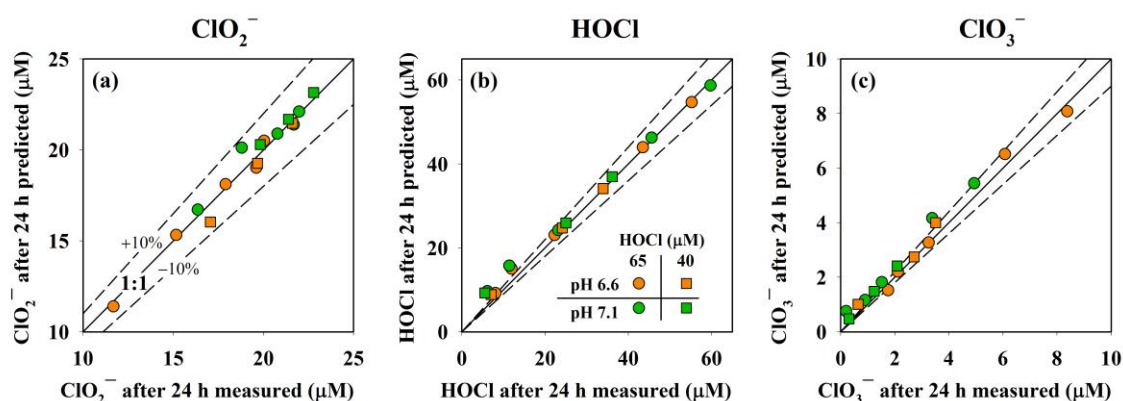 ClO₂⁻
HOCl
ClO₃⁻
(a)
25
20
15
10
10
15
20
25
+10%
−10%
1:1
ClO₂⁻ after 24 h predicted (μM)
ClO₂⁻ after 24 h measured (μM)
(b)
60
40
20
0
0
20
40
60
HOCl (μM)
65 40
pH 6.6
pH 7.1
HOCl after 24 h predicted (μM)
HOCl after 24 h measured (μM)
(c)
10
8
6
4
2
0
0
2
4
6
8
10
ClO₃⁻ after 24 h predicted (μM)
ClO₃⁻ after 24 h measured (μM)